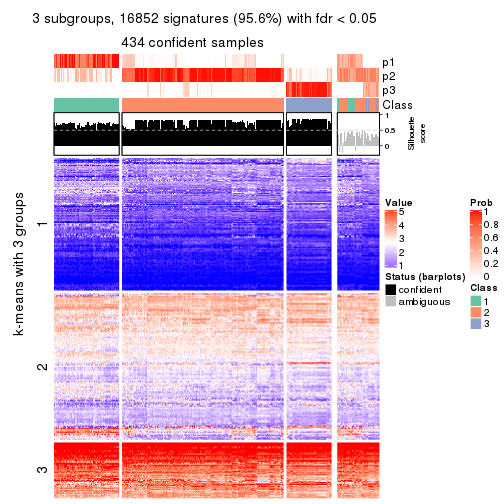 3 subgroups, 16852 signatures (95.6%) with fdr < 0.05
434 confident samples
p1
p2
p3
Class
1
0.5
0
Silhouette
score
k-means with 3 groups
1
2
3
Value
5
4
3
2
1
Status (barplots)
confident
ambiguous
Prob
1
0.8
0.6
0.4
0.2
0
Class
1
2
3